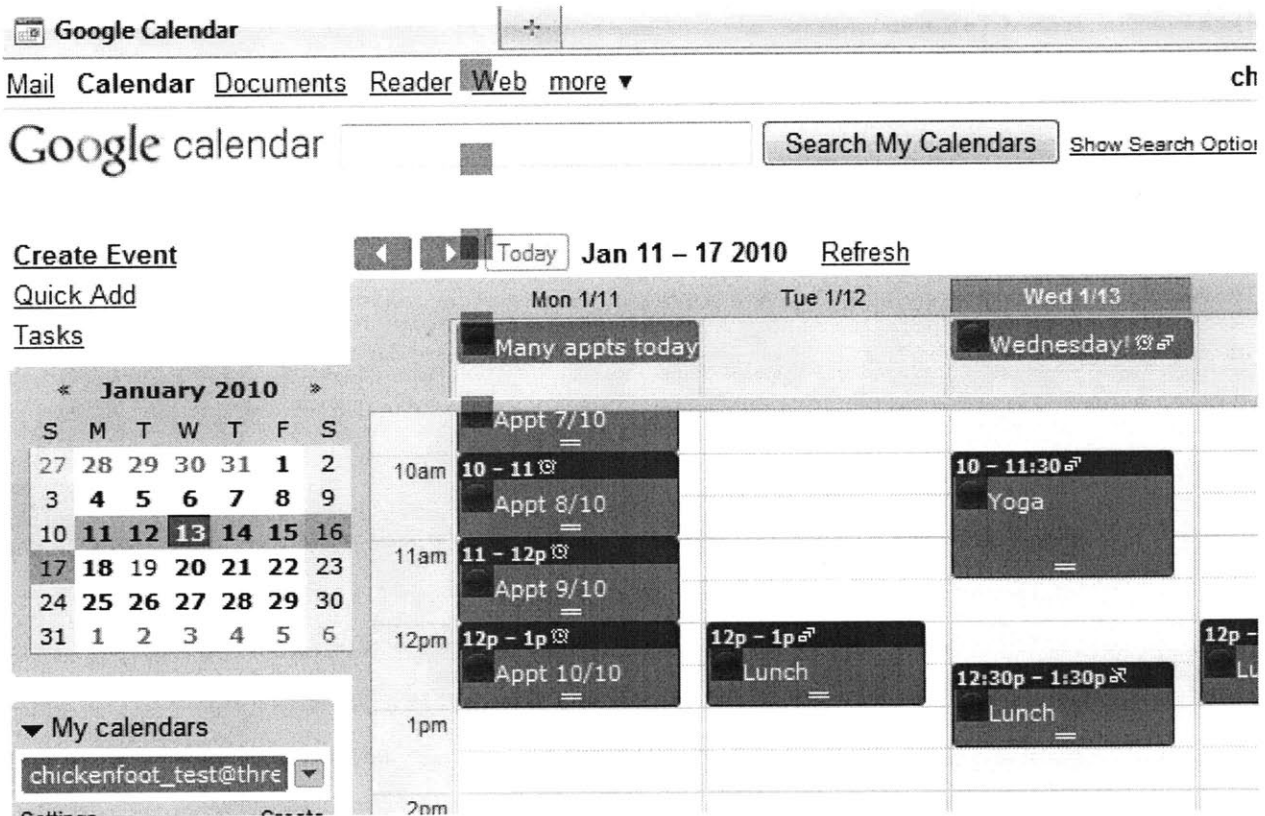 Google Calendar
Mail Calendar Documents Reader Web more ▼ ch
Google calendar Search My Calendars Show Search Option
Create Event
Quick Add
Tasks
Today Jan 11 – 17 2010 Refresh
Mon 1/11 Tue 1/12 Wed 1/13
Many appts today Wednesday!
« January 2010 »
S M T W T F S
27 28 29 30 31 1 2
3 4 5 6 7 8 9
10 11 12 13 14 15 16
17 18 19 20 21 22 23
24 25 26 27 28 29 30
31 1 2 3 4 5 6
Appt 7/10
10am 10 – 11 10 – 11:30
Appt 8/10 Yoga
11am 11 – 12p
Appt 9/10
12pm 12p – 1p 12p – 1p 12p –
Appt 10/10 Lunch Lu
12:30p – 1:30p
Lunch
1pm
2pm
▼ My calendars
chickenfoot_test@thre
Settings Create